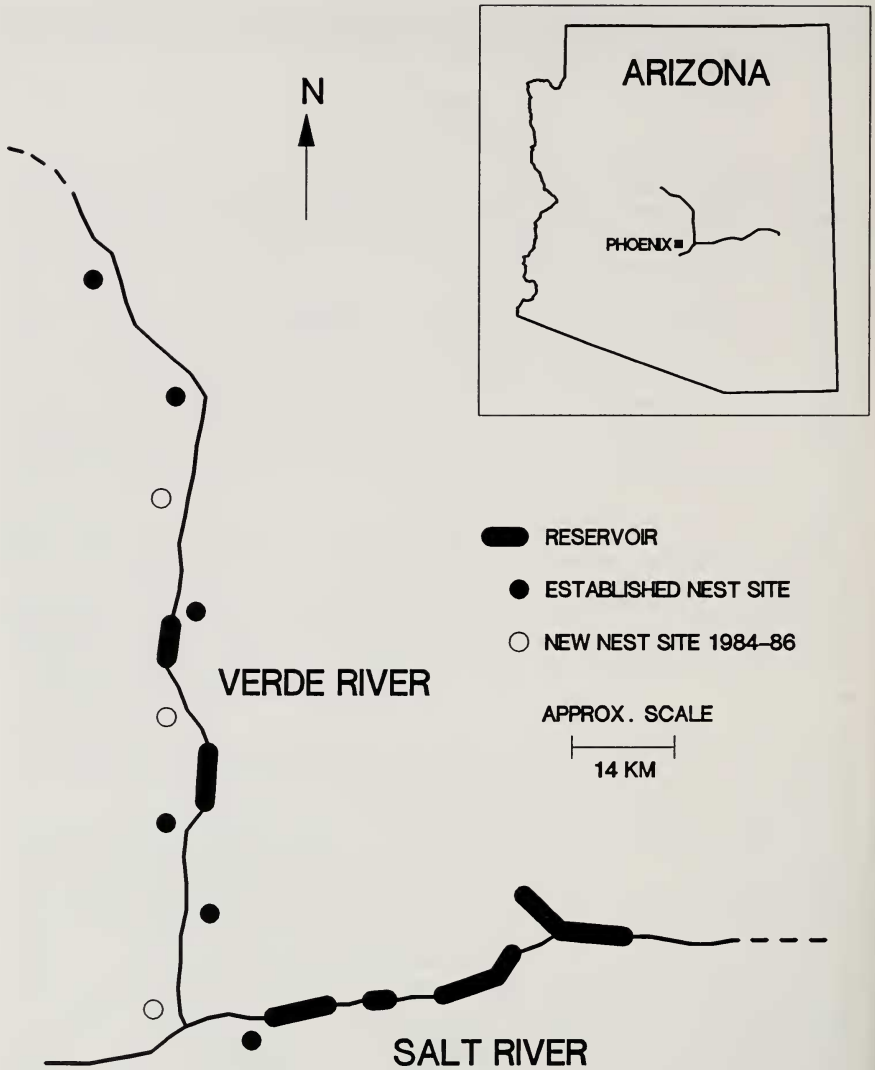 ARIZONA
N
PHOENIX
RESERVOIR
ESTABLISHED NEST SITE
NEW NEST SITE 1984-86
VERDE RIVER
APPROX. SCALE
14 KM
SALT RIVER